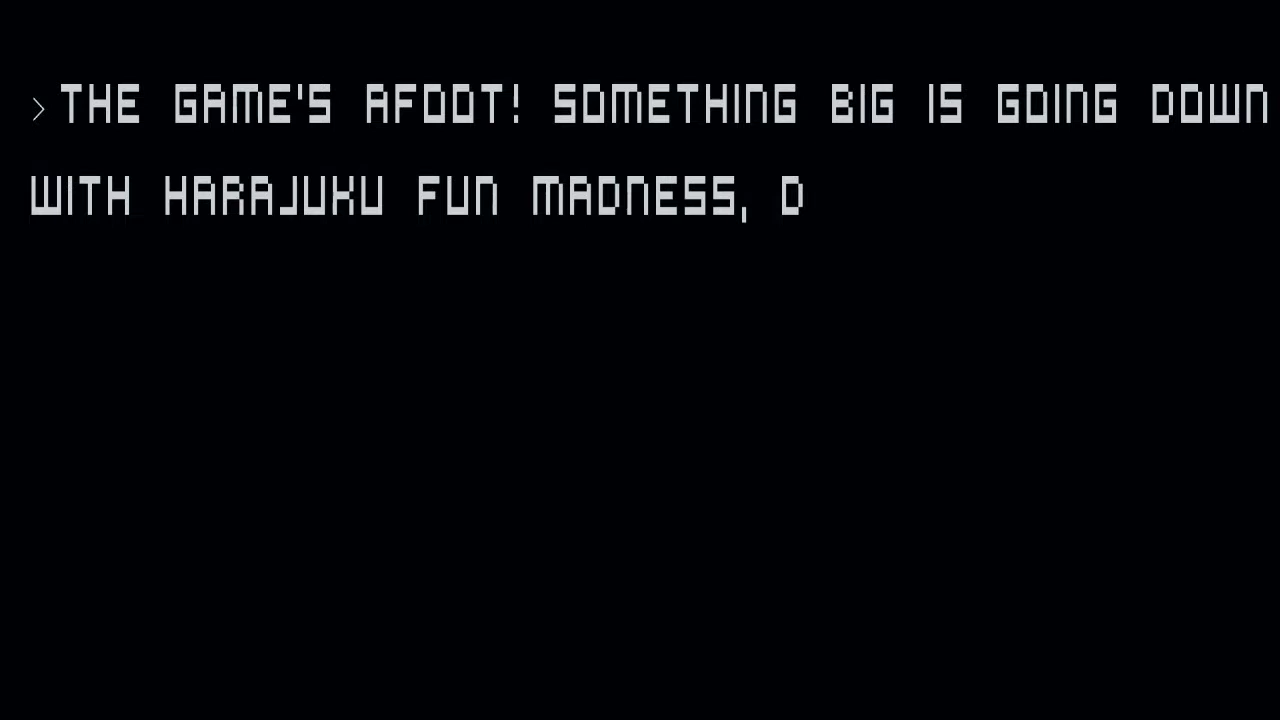 > THE GAME'S AFOOT! SOMETHING BIG IS GOING DOWN
WITH HARAJUKU FUN MADNESS, D